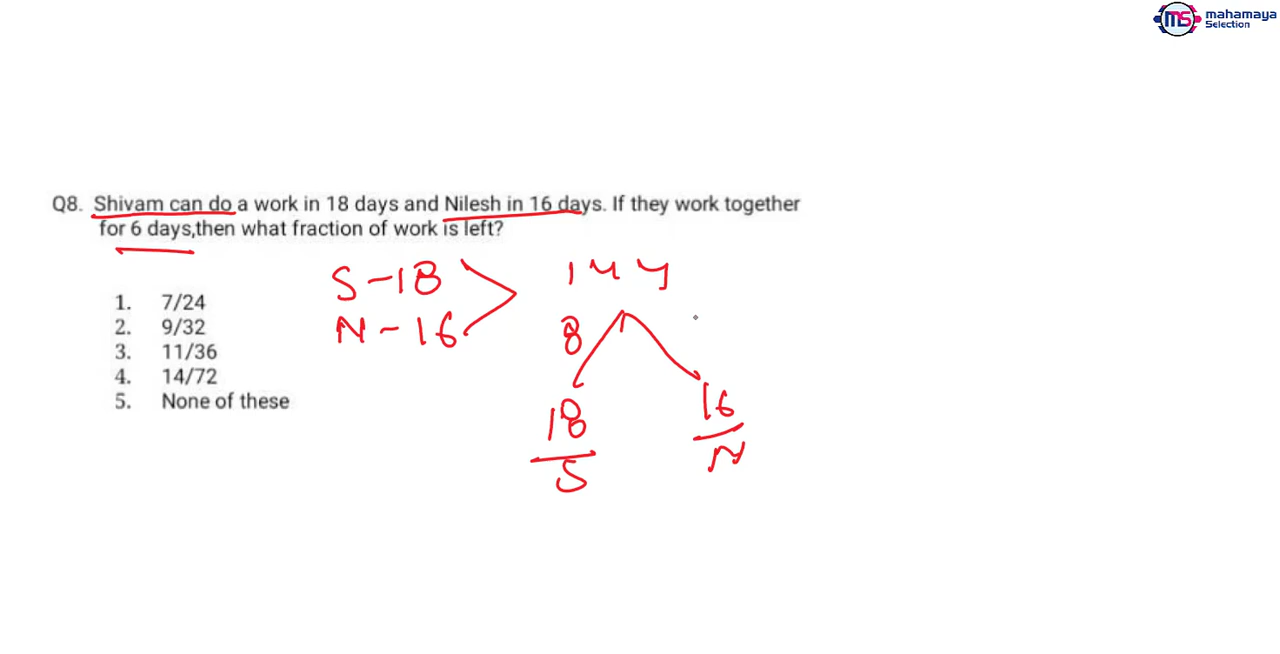 mahamaya
Selection
Q8. Shivam can do a work in 18 days and Nilesh in 16 days. If they work together
for 6 days,then what fraction of work is left?
1. 7/24
2. 9/32
3. 11/36
4. 14/72
5. None of these
S-18
N-16
144
8
18
S
16
N